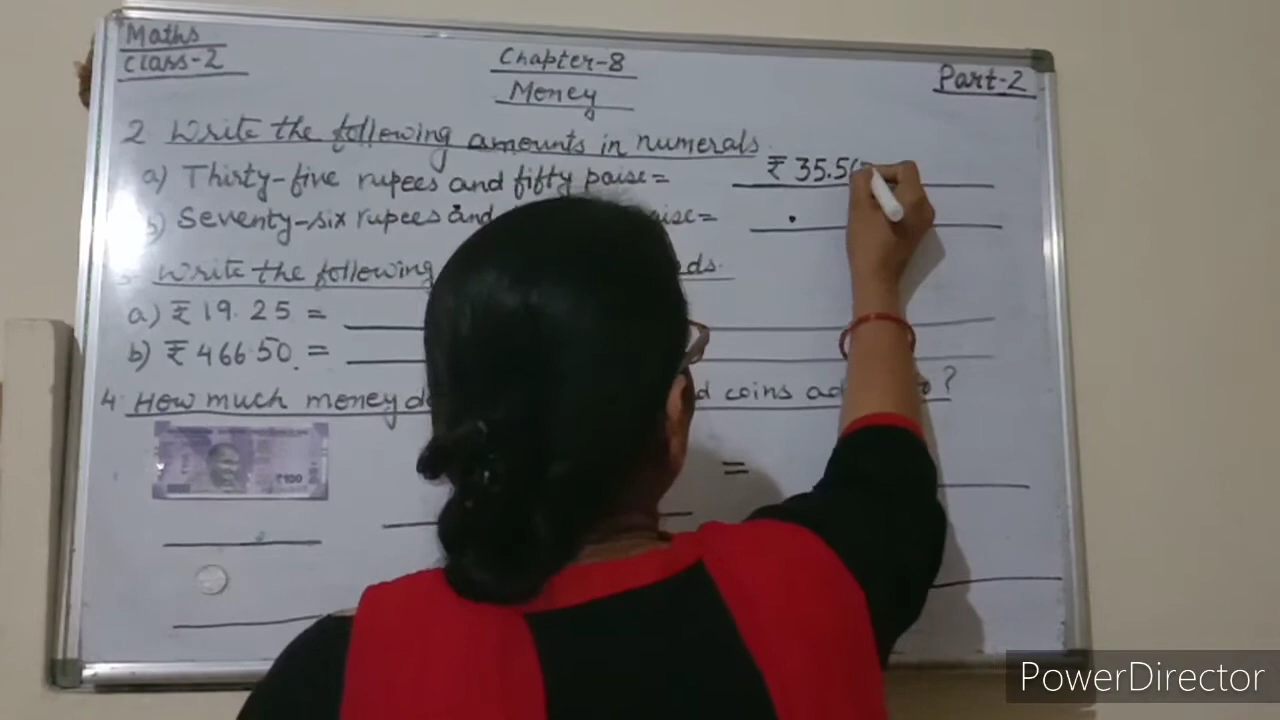 Maths
Class-2
Chapter-8
Money
Part-2
2 Write the following amounts in numerals.
a) Thirty-five rupees and fifty paise = ₹ 35.50
b) Seventy-six rupees and =
Write the following
a) ₹ 19.25 =
b) ₹ 466.50 =
4. How much money coins ?
₹100
=
PowerDirector